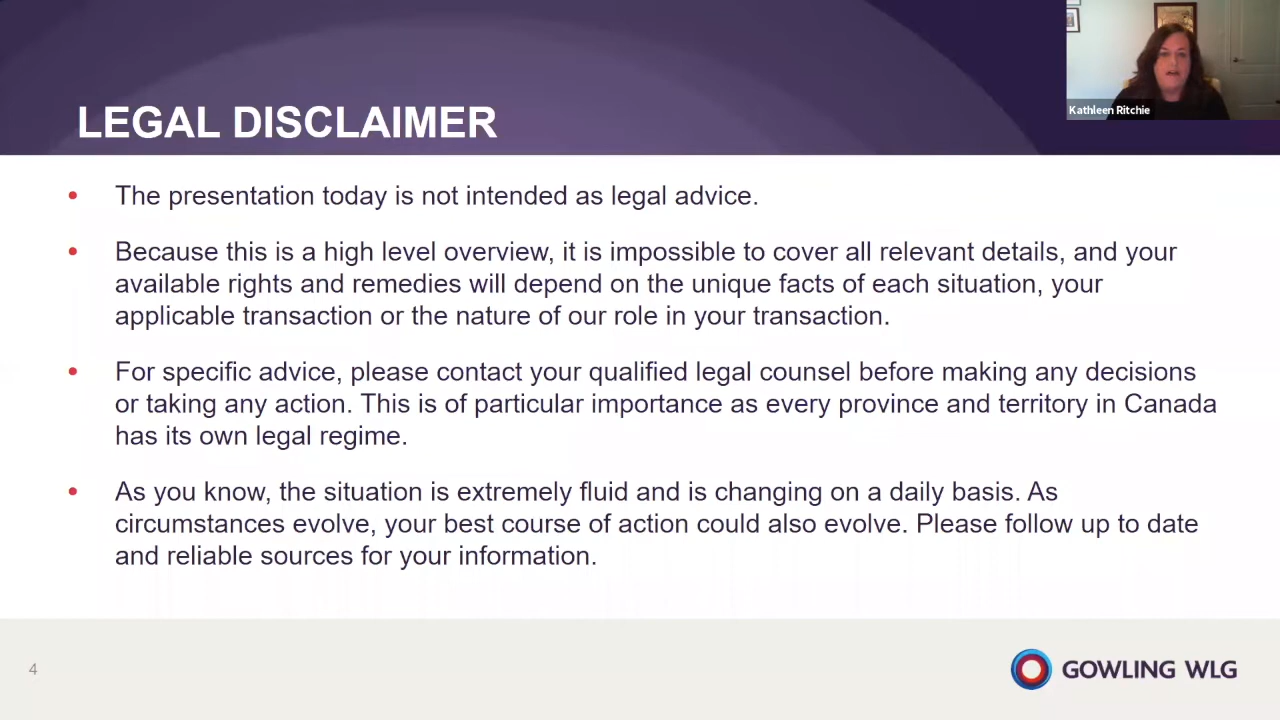 Kathleen Ritchie
LEGAL DISCLAIMER
• The presentation today is not intended as legal advice.
• Because this is a high level overview, it is impossible to cover all relevant details, and your
available rights and remedies will depend on the unique facts of each situation, your
applicable transaction or the nature of our role in your transaction.
• For specific advice, please contact your qualified legal counsel before making any decisions
or taking any action. This is of particular importance as every province and territory in Canada
has its own legal regime.
• As you know, the situation is extremely fluid and is changing on a daily basis. As
circumstances evolve, your best course of action could also evolve. Please follow up to date
and reliable sources for your information.
4
GOWLING WLG